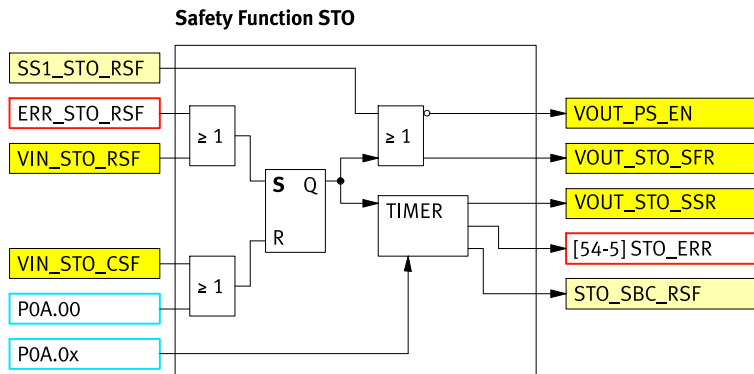 Safety Function STO
SS1_STO_RSF
ERR_STO_RSF
VIN_STO_RSF
VIN_STO_CSF
P0A.00
P0A.0x
≥ 1
≥ 1
S Q
R
≥ 1
TIMER
VOUT_PS_EN
VOUT_STO_SFR
VOUT_STO_SSR
[54-5] STO_ERR
STO_SBC_RSF